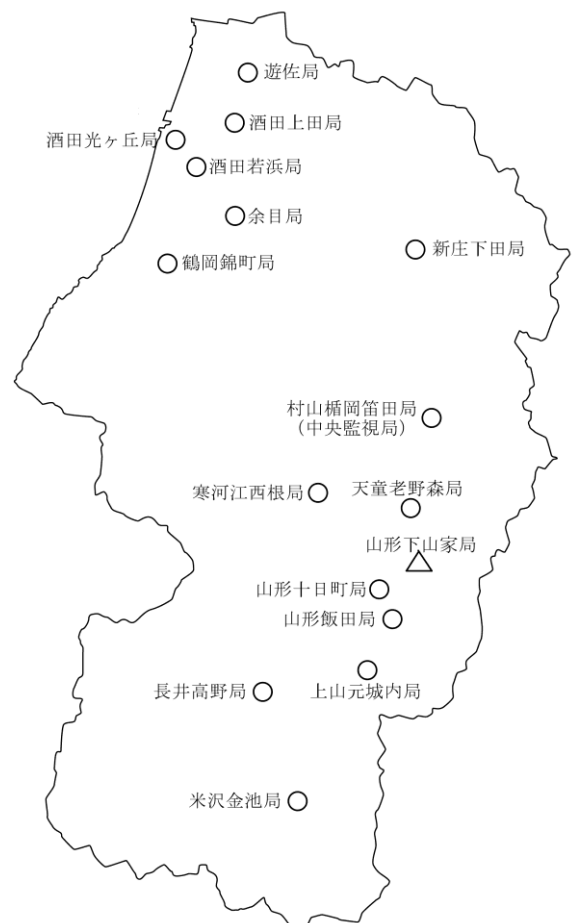 遊佐局
酒田上田局
酒田光ヶ丘局
酒田若浜局
余目局
新庄下田局
鶴岡錦町局
村山楯岡笛田局
(中央監視局)
寒河江西根局
天童老野森局
山形下山家局
山形十日町局
山形飯田局
長井高野局
上山元城内局
米沢金池局